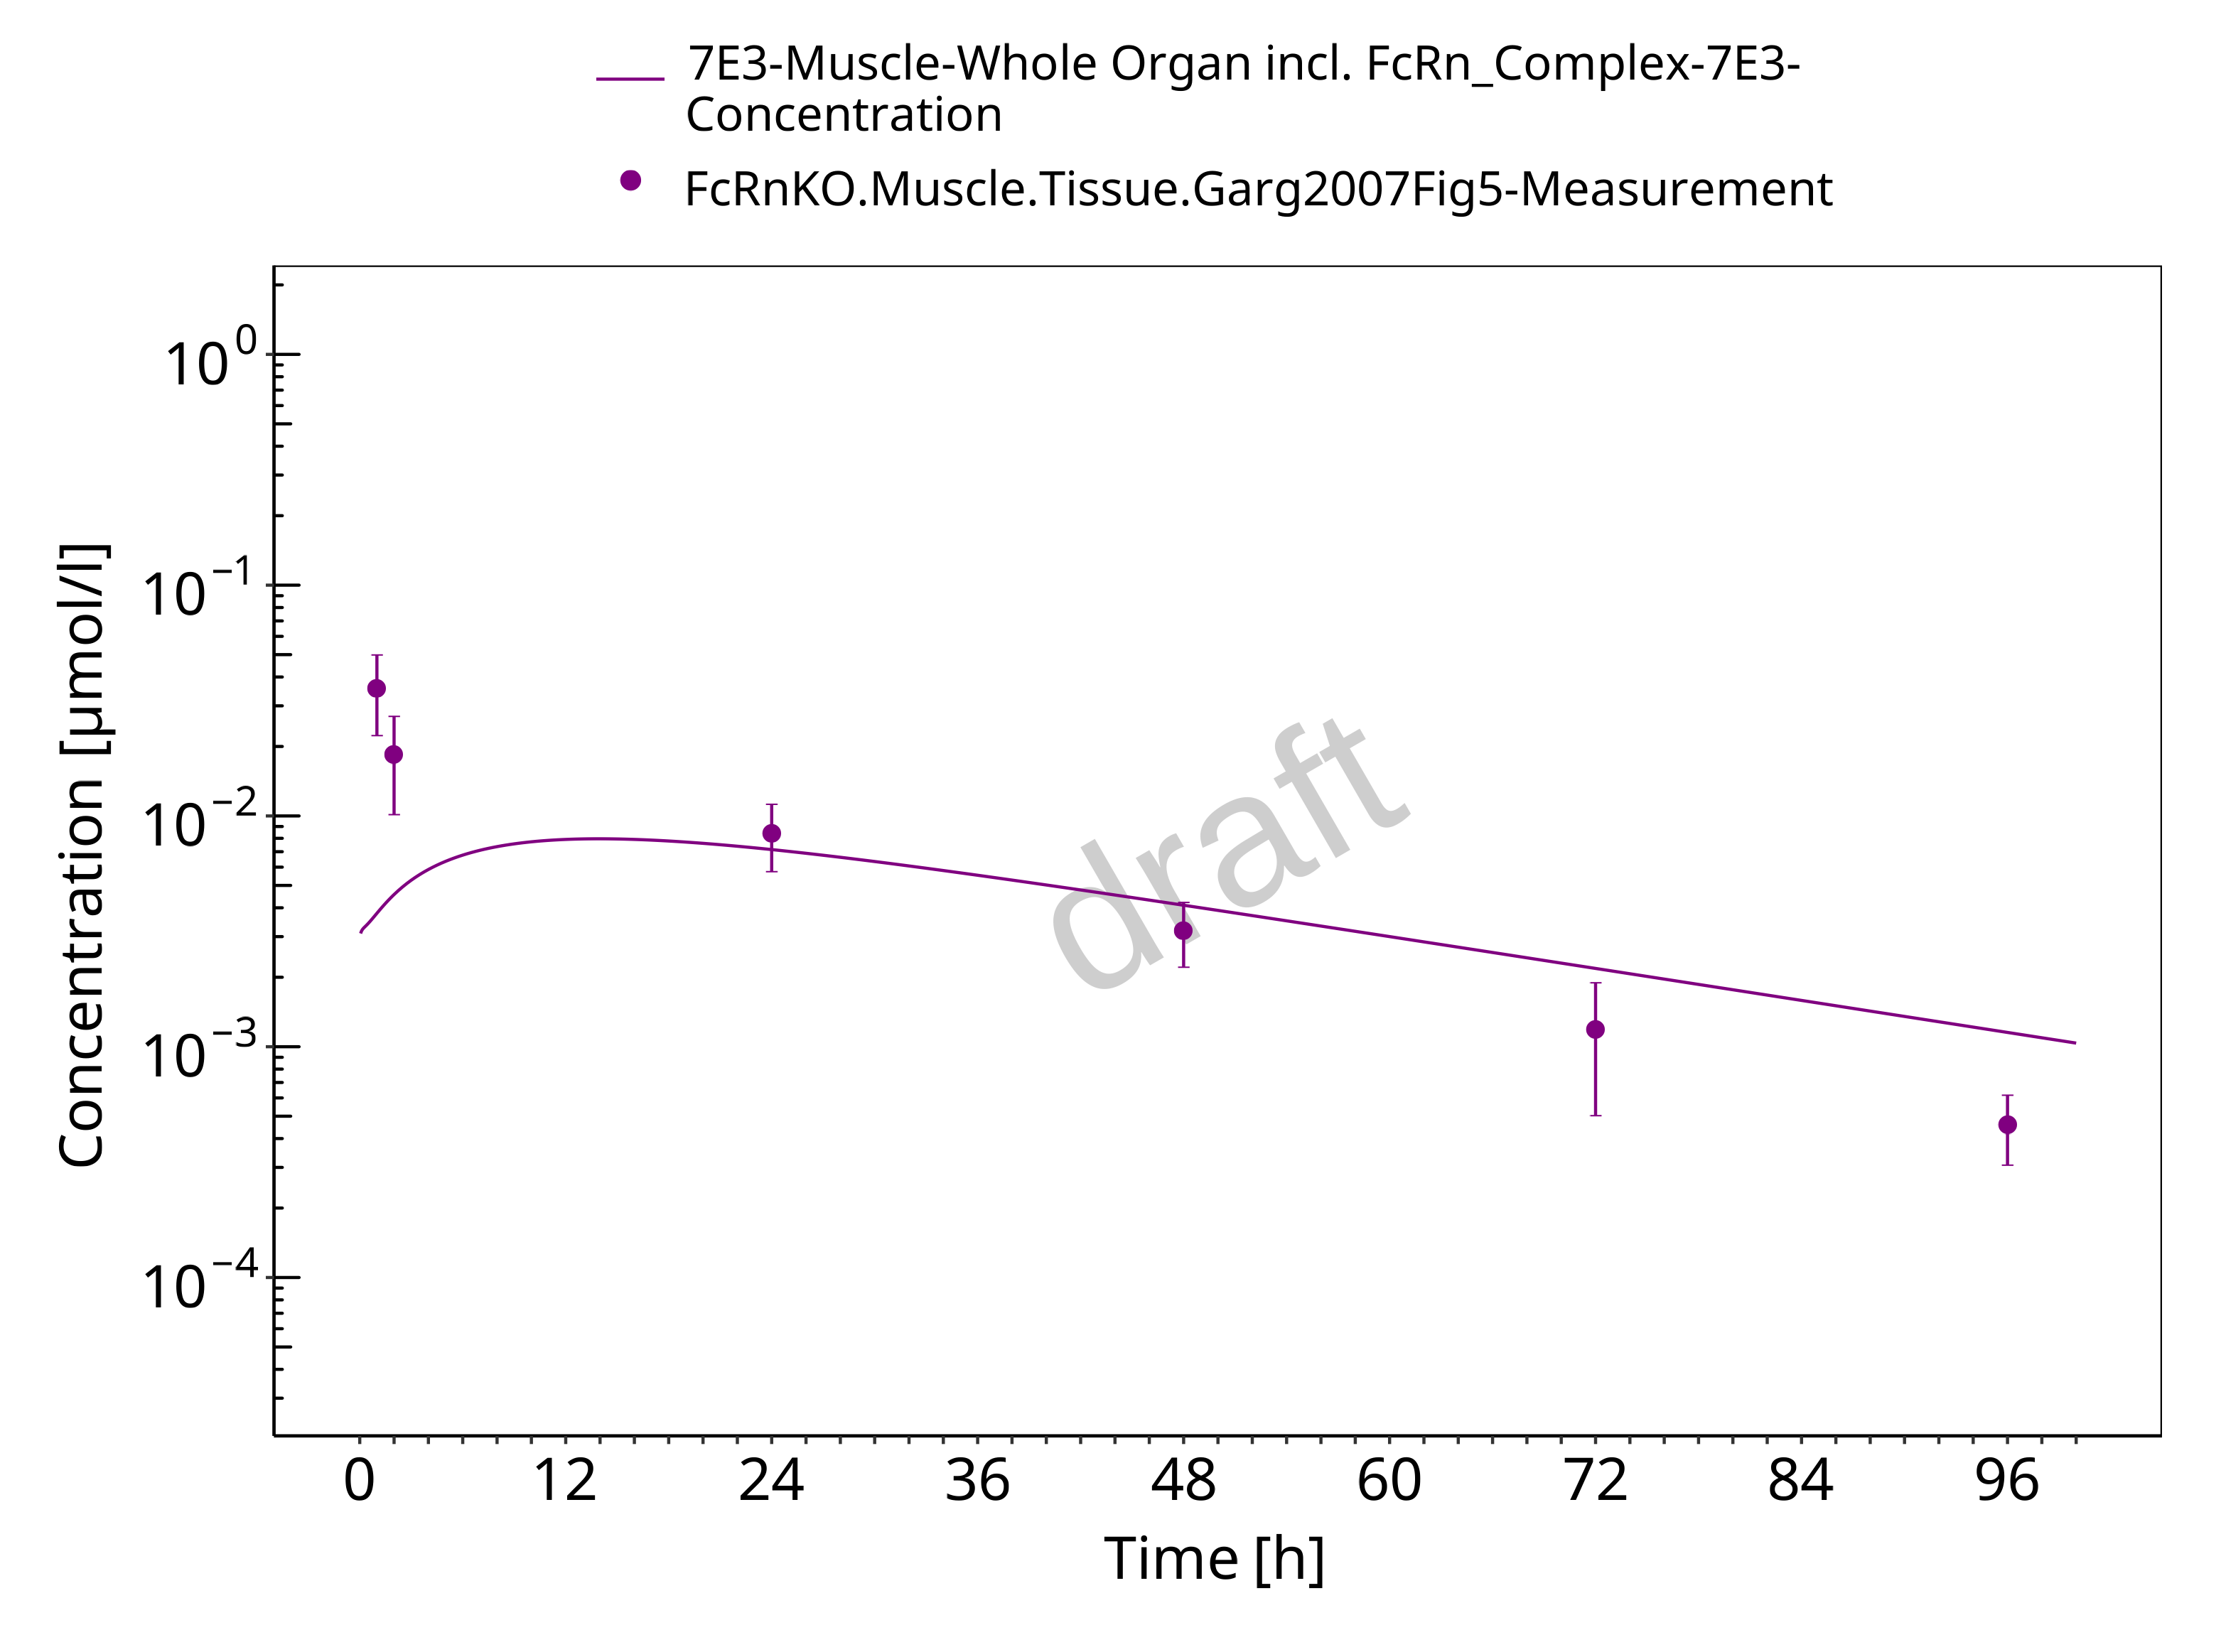 7E3-Muscle-Whole Organ incl. FcRn_Complex-7E3-
Concentration
FcRnKO.Muscle.Tissue.Garg2007Fig5-Measurement
10^0
10^−1
10^−2
10^−3
10^−4
Concentration [µmol/l]
draft
0 12 24 36 48 60 72 84 96
Time [h]